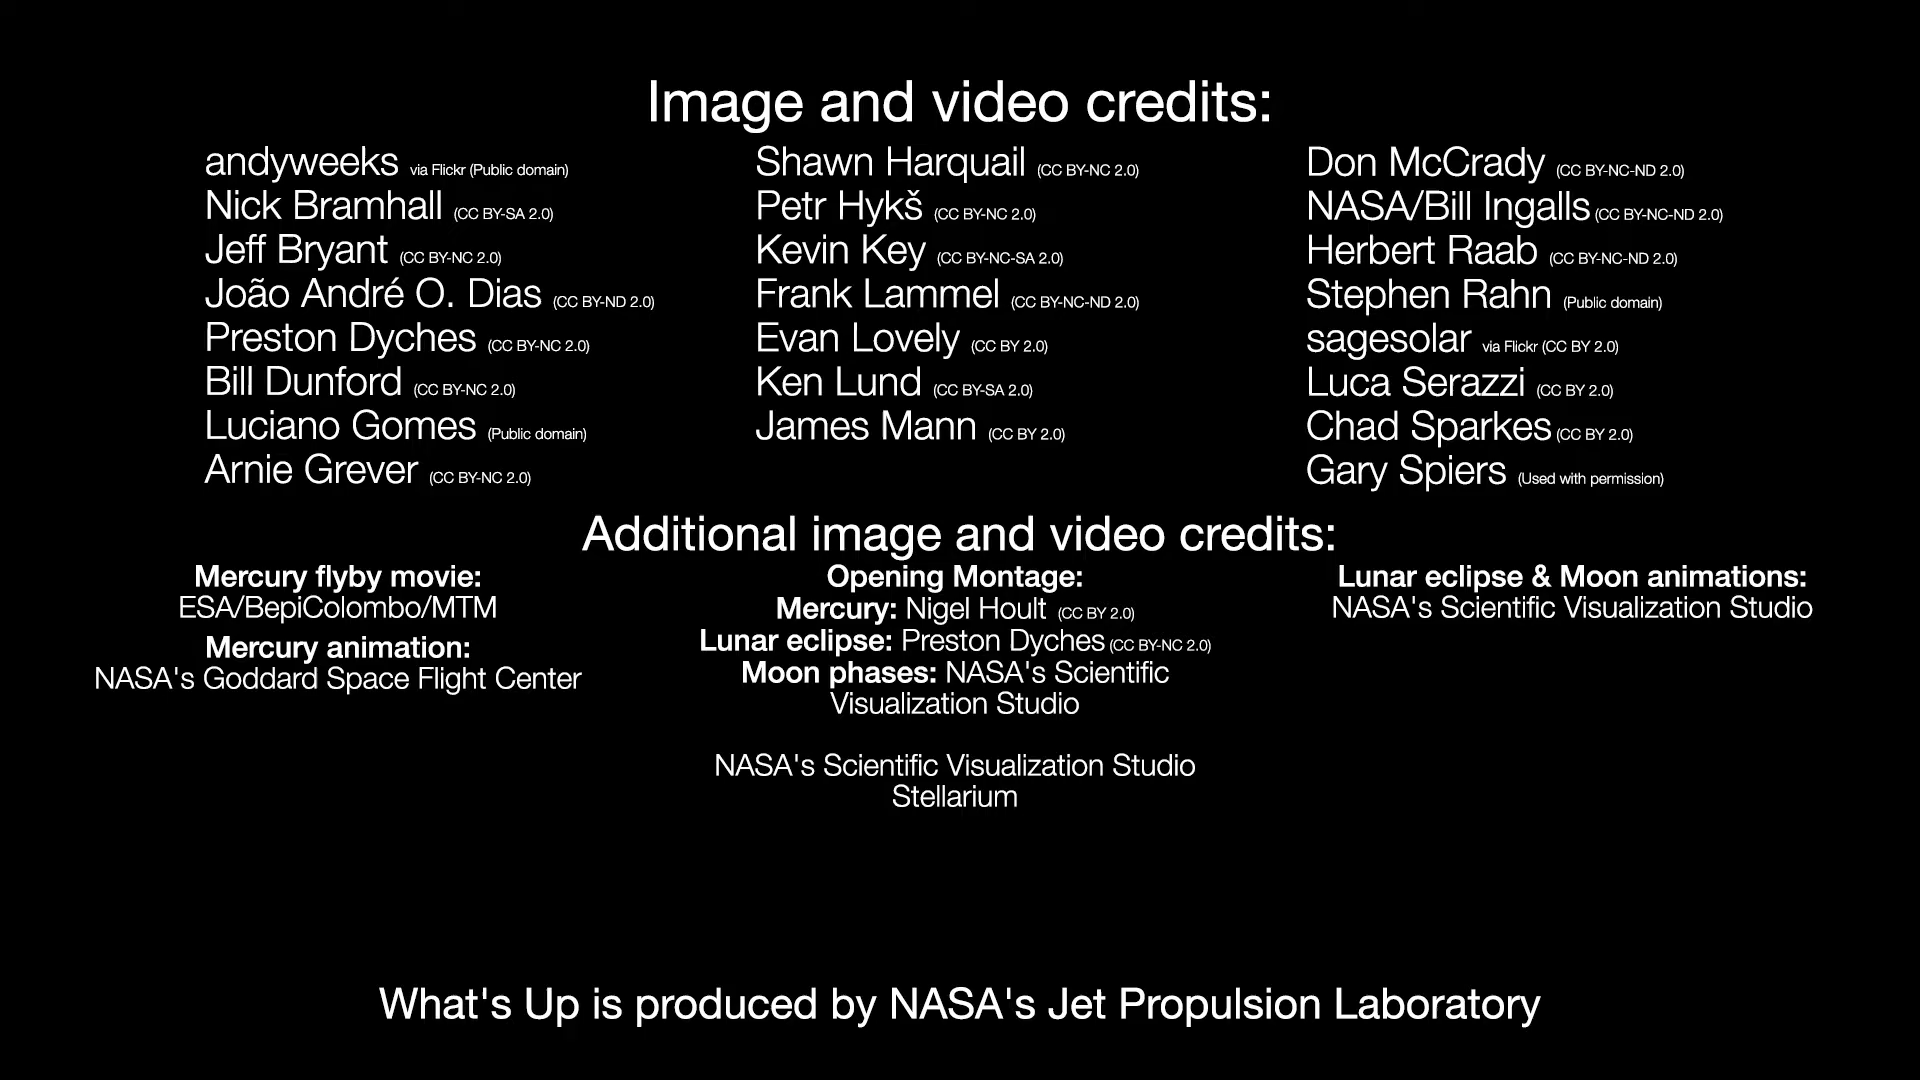 Image and video credits:
andyweeks via Flickr (Public domain)
Nick Bramhall (CC BY-SA 2.0)
Jeff Bryant (CC BY-NC 2.0)
João André O. Dias (CC BY-ND 2.0)
Preston Dyches (CC BY-NC 2.0)
Bill Dunford (CC BY-NC 2.0)
Luciano Gomes (Public domain)
Arnie Grever (CC BY-NC 2.0)
Shawn Harquail (CC BY-NC 2.0)
Petr Hykš (CC BY-NC 2.0)
Kevin Key (CC BY-NC-SA 2.0)
Frank Lammel (CC BY-NC-ND 2.0)
Evan Lovely (CC BY 2.0)
Ken Lund (CC BY-SA 2.0)
James Mann (CC BY 2.0)
Don McCrady (CC BY-NC-ND 2.0)
NASA/Bill Ingalls (CC BY-NC-ND 2.0)
Herbert Raab (CC BY-NC-ND 2.0)
Stephen Rahn (Public domain)
sagesolar via Flickr (CC BY 2.0)
Luca Serazzi (CC BY 2.0)
Chad Sparkes (CC BY 2.0)
Gary Spiers (Used with permission)
Additional image and video credits:
Mercury flyby movie:
ESA/BepiColombo/MTM
Mercury animation:
NASA's Goddard Space Flight Center
Opening Montage:
Mercury: Nigel Hoult (CC BY 2.0)
Lunar eclipse: Preston Dyches (CC BY-NC 2.0)
Moon phases: NASA's Scientific
Visualization Studio
NASA's Scientific Visualization Studio
Stellarium
Lunar eclipse & Moon animations:
NASA's Scientific Visualization Studio
What's Up is produced by NASA's Jet Propulsion Laboratory